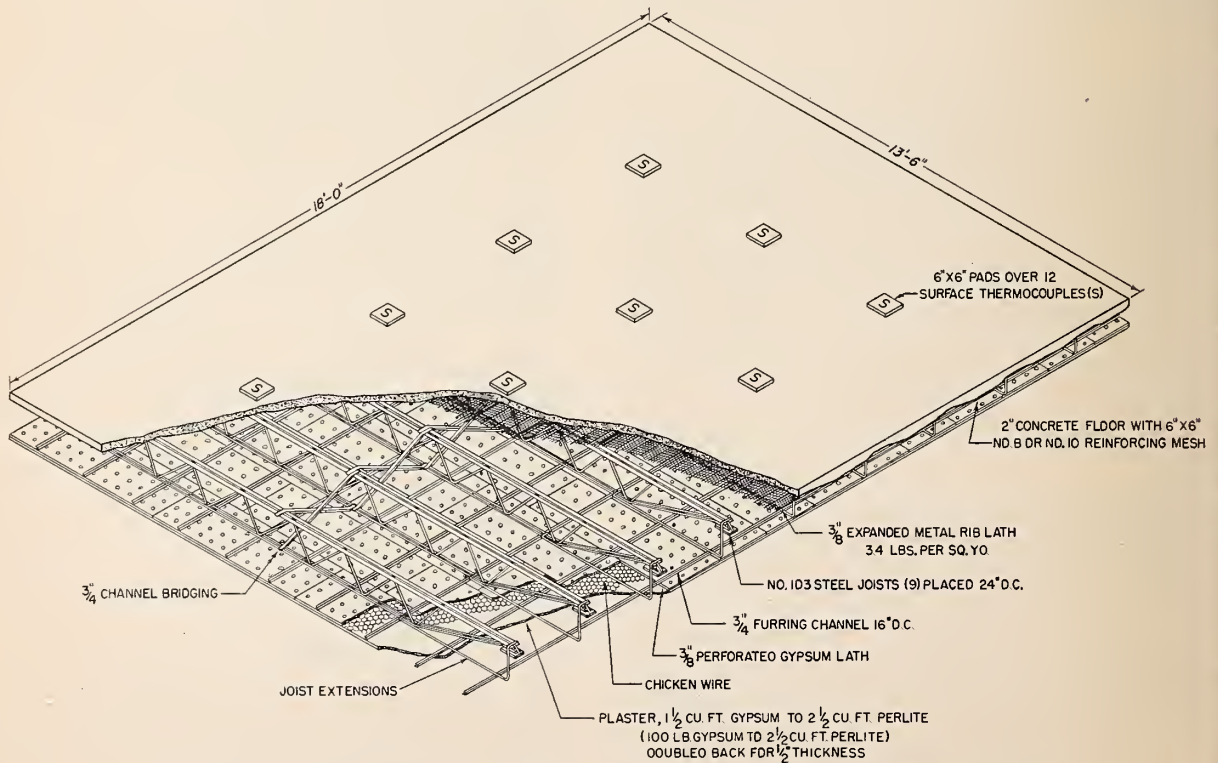 18'-0"
13'-6"
S
S
S
S
S
S
S
S
S
6"X6" PADS OVER 12
SURFACE THERMOCOUPLES (S)
2" CONCRETE FLOOR WITH 6"X6"
NO. 8 OR NO. 10 REINFORCING MESH
3/8" EXPANDED METAL RIB LATH
3.4 LBS. PER SQ. YD.
NO. 103 STEEL JOISTS (9) PLACED 24" O.C.
3/4" FURRING CHANNEL 16" O.C.
3/8" PERFORATED GYPSUM LATH
CHICKEN WIRE
PLASTER, 1 1/2 CU. FT. GYPSUM TO 2 1/2 CU. FT. PERLITE
(100 LB GYPSUM TO 2 1/2 CU. FT. PERLITE)
DOUBLED BACK FOR 1/2" THICKNESS
3/4" CHANNEL BRIDGING
JOIST EXTENSIONS